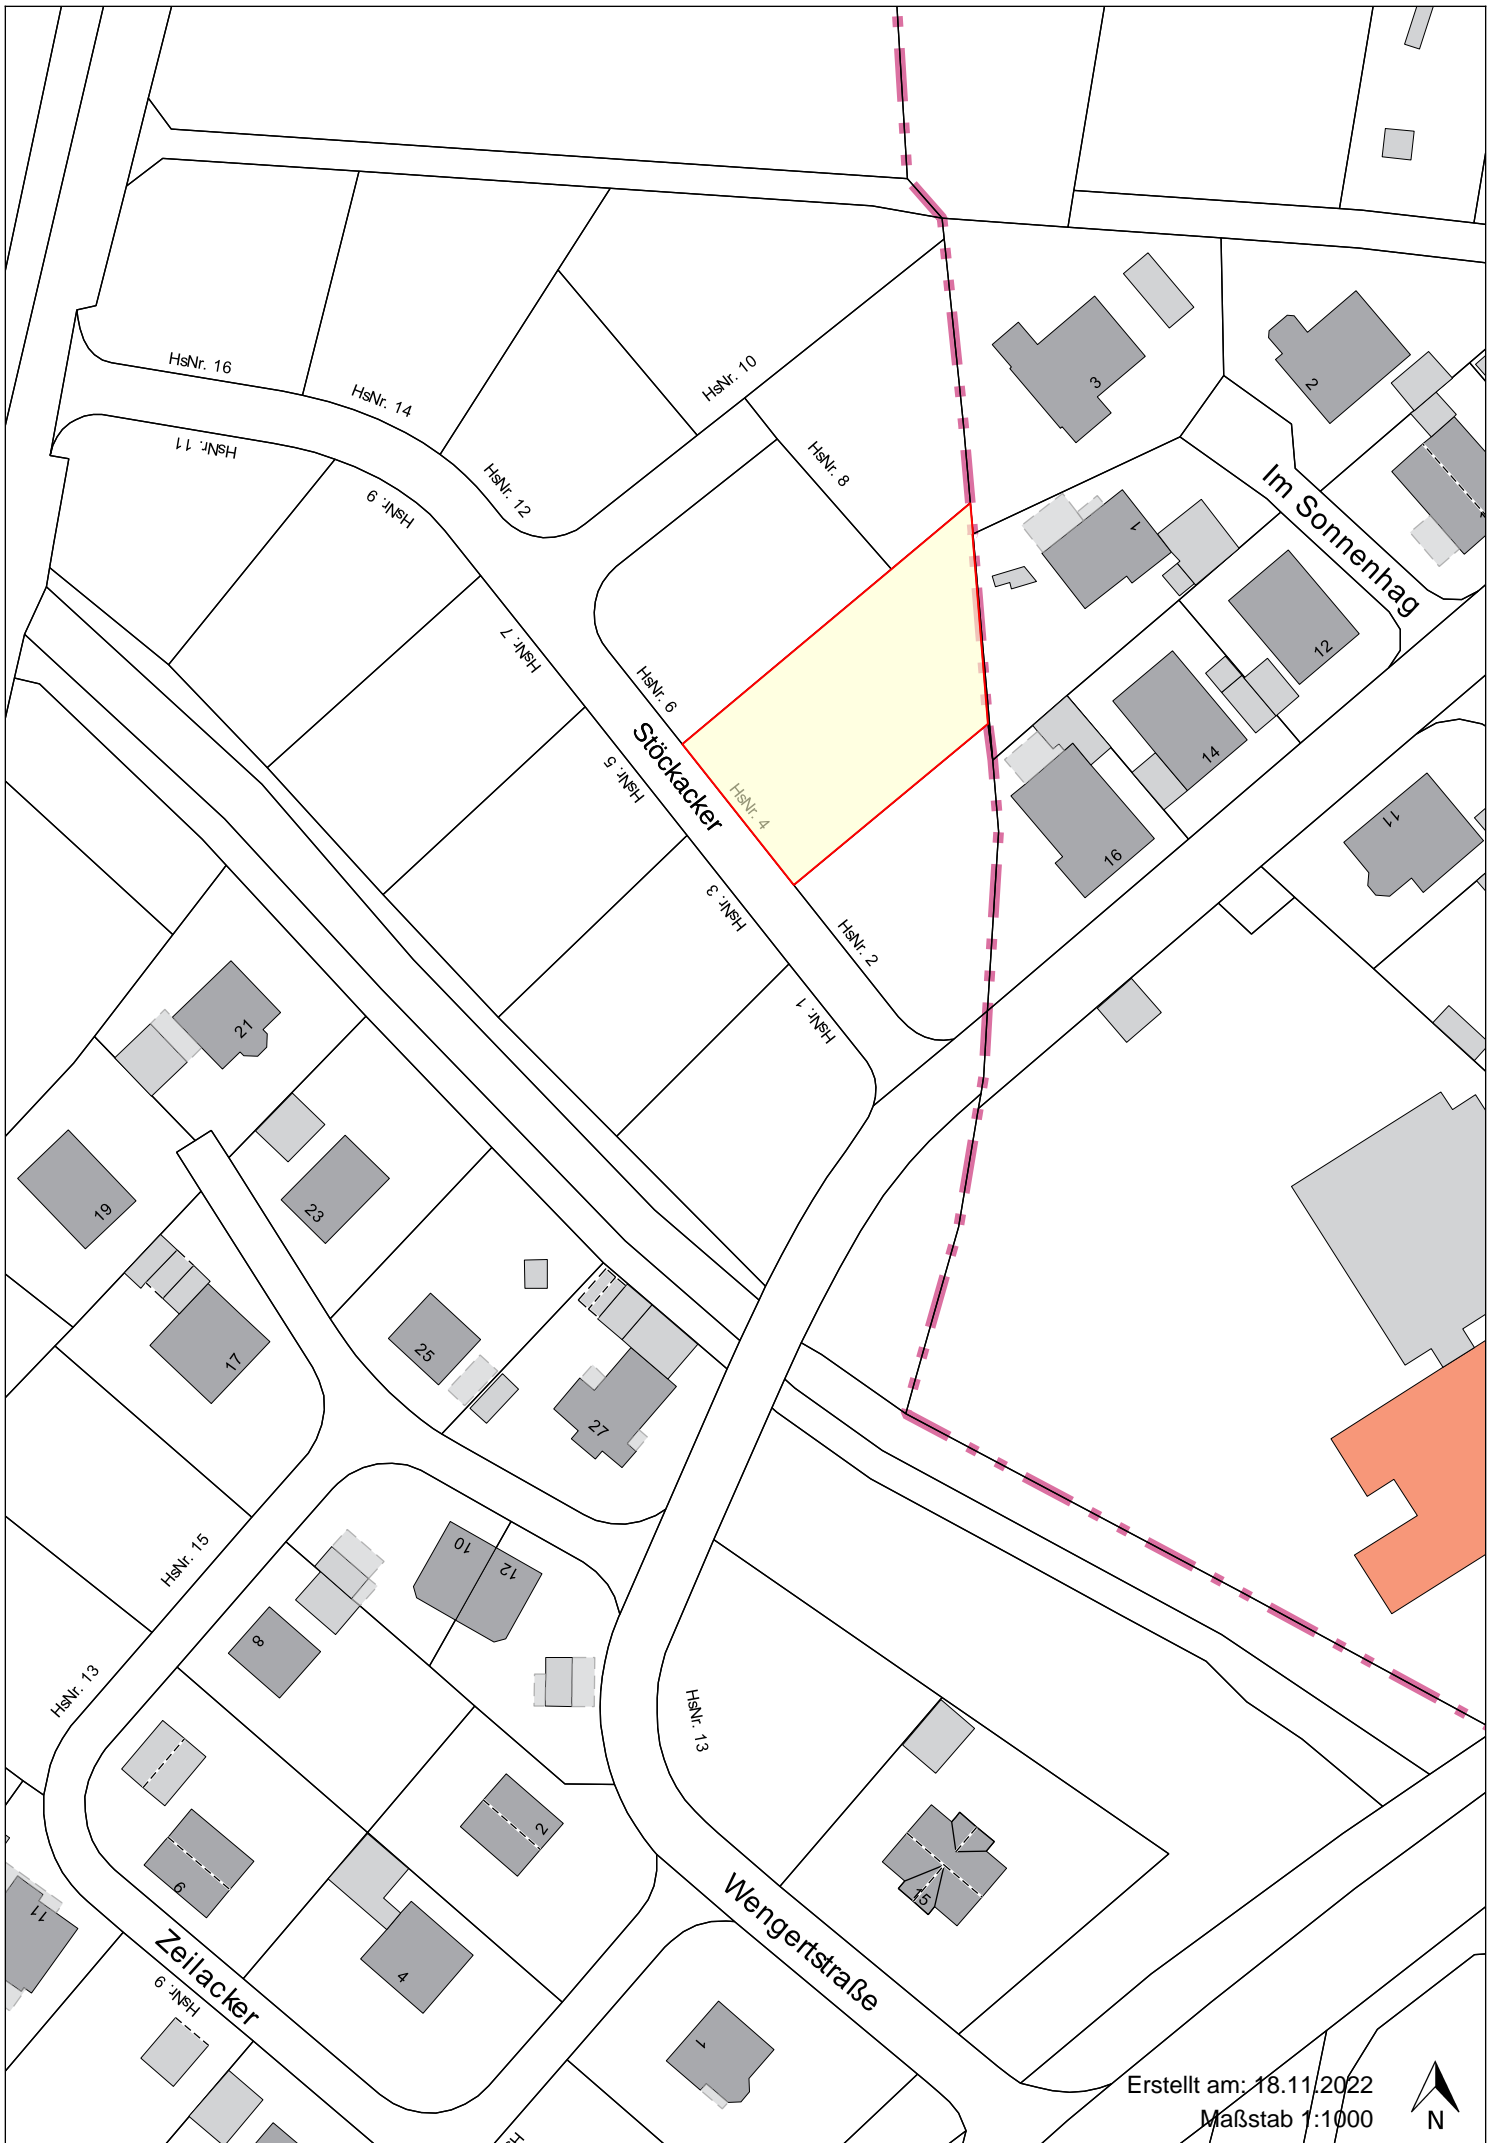 HsNr. 16
HsNr. 14
HsNr. 10
HsNr. 11
HsNr. 9
HsNr. 12
HsNr. 8
3
2
Im Sonnenhag
1
12
HsNr. 7
HsNr. 6
Stöckacker
HsNr. 5
HsNr. 4
14
16
11
HsNr. 3
HsNr. 2
HsNr. 1
21
19
23
17
25
27
HsNr. 15
10
12
8
HsNr. 13
HsNr. 13
2
6
15
11
4
Zeilacker
HsNr. 9
Wengertstraße
1
Erstellt am: 18.11.2022
Maßstab 1:1000
N